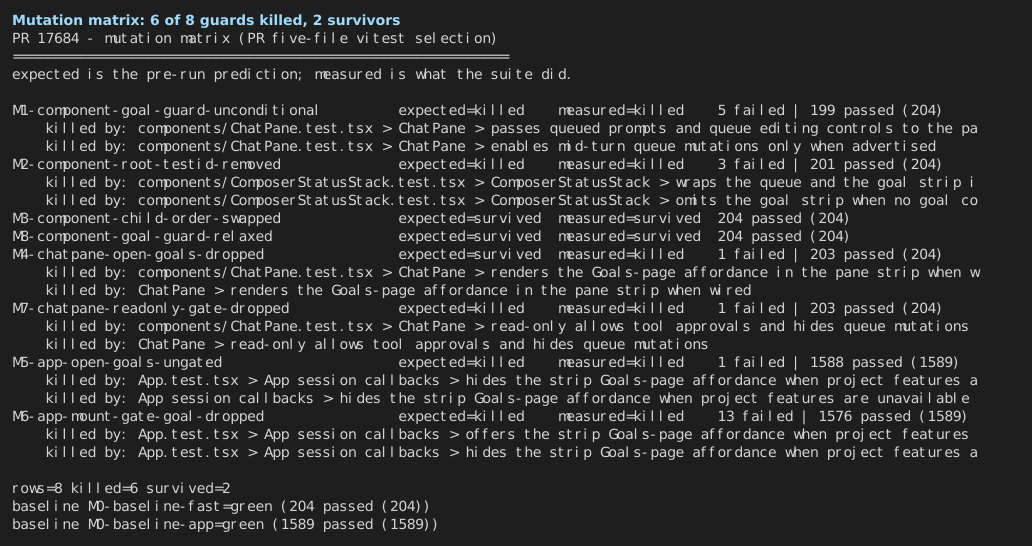 Mutation matrix: 6 of 8 guards killed, 2 survivors
PR 17684 - mutation matrix (PR five-file vitest selection)
==============================================================
expected is the pre-run prediction; measured is what the suite did.
M1-component-goal-guard-unconditional expected=killed measured=killed 5 failed | 199 passed (204)
killed by: components/ChatPane.test.tsx > ChatPane > passes queued prompts and queue editing controls to the pa
killed by: components/ChatPane.test.tsx > ChatPane > enables mid-turn queue mutations only when advertised
M2-component-root-testid-removed expected=killed measured=killed 3 failed | 201 passed (204)
killed by: components/ComposerStatusStack.test.tsx > ComposerStatusStack > wraps the queue and the goal strip i
killed by: components/ComposerStatusStack.test.tsx > ComposerStatusStack > omits the goal strip when no goal co
M3-component-child-order-swapped expected=survived measured=survived 204 passed (204)
M8-component-goal-guard-relaxed expected=survived measured=survived 204 passed (204)
M4-chatpane-open-goals-dropped expected=killed measured=killed 1 failed | 203 passed (204)
killed by: components/ChatPane.test.tsx > ChatPane > renders the Goals-page affordance in the pane strip when w
killed by: ChatPane > renders the Goals-page affordance in the pane strip when wired
M7-chatpane-readonly-gate-dropped expected=killed measured=killed 1 failed | 203 passed (204)
killed by: components/ChatPane.test.tsx > ChatPane > read-only allows tool approvals and hides queue mutations
killed by: ChatPane > read-only allows tool approvals and hides queue mutations
M5-app-open-goals-ungated expected=killed measured=killed 1 failed | 1588 passed (1589)
killed by: App.test.tsx > App session callbacks > hides the strip Goals-page affordance when project features a
killed by: App session callbacks > hides the strip Goals-page affordance when project features are unavailable
M6-app-mount-gate-goal-dropped expected=killed measured=killed 13 failed | 1576 passed (1589)
killed by: App.test.tsx > App session callbacks > offers the strip Goals-page affordance when project features
killed by: App.test.tsx > App session callbacks > hides the strip Goals-page affordance when project features a
rows=8 killed=6 survived=2
baseline M0-baseline-fast=green (204 passed (204))
baseline M0-baseline-app=green (1589 passed (1589))